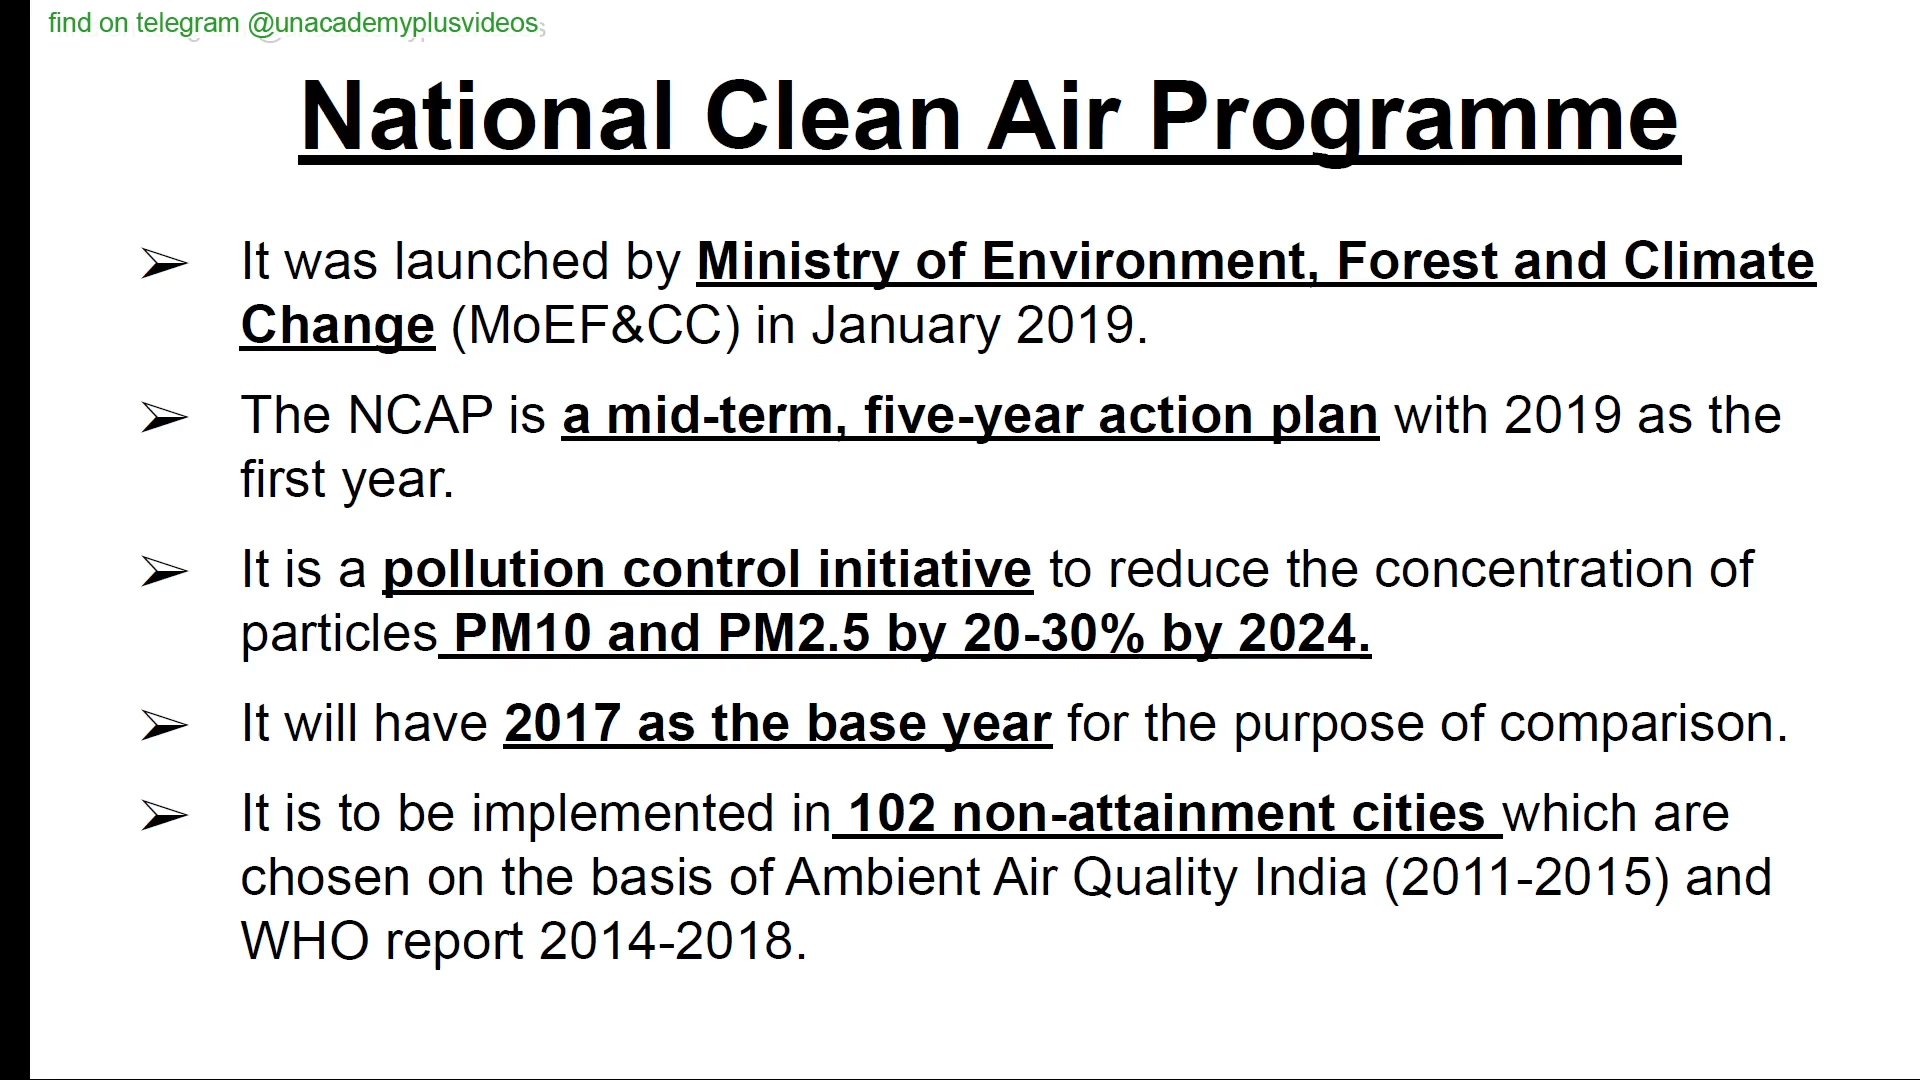 find on telegram @unacademyplusvideos
National Clean Air Programme
➢ It was launched by Ministry of Environment, Forest and Climate
Change (MoEF&CC) in January 2019.
➢ The NCAP is a mid-term, five-year action plan with 2019 as the
first year.
➢ It is a pollution control initiative to reduce the concentration of
particles PM10 and PM2.5 by 20-30% by 2024.
➢ It will have 2017 as the base year for the purpose of comparison.
➢ It is to be implemented in 102 non-attainment cities which are
chosen on the basis of Ambient Air Quality India (2011-2015) and
WHO report 2014-2018.